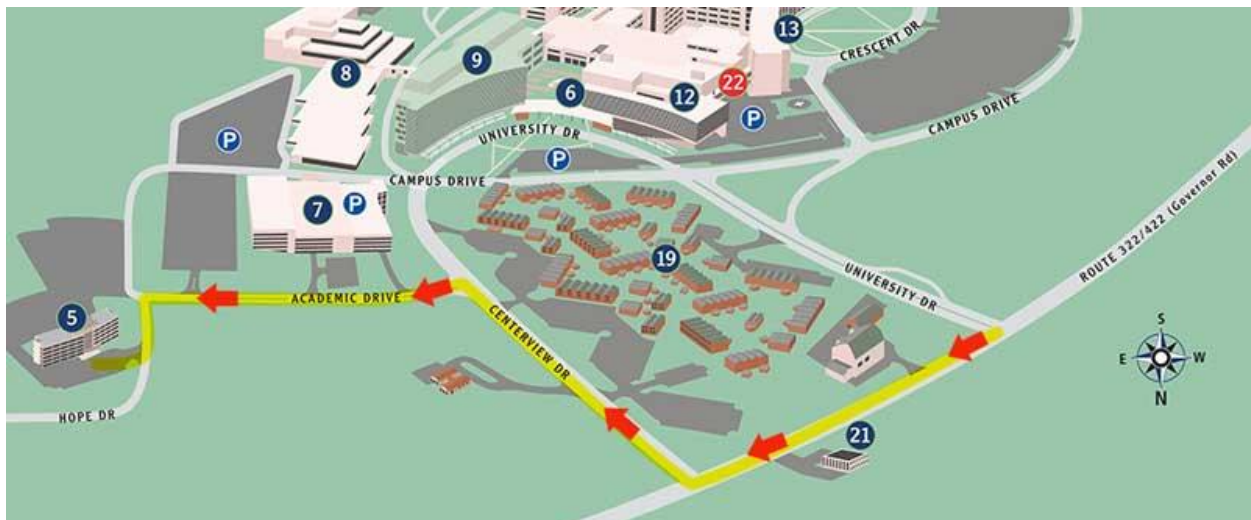 13
CRESCENT DR
9
8
22
6
12
P
CAMPUS DRIVE
UNIVERSITY DR
P
P
CAMPUS DRIVE
7
P
19
ROUTE 322/422 (Governor Rd)
UNIVERSITY DR
ACADEMIC DRIVE
CENTERVIEW DR
5
S
E
W
N
HOPE DR
21